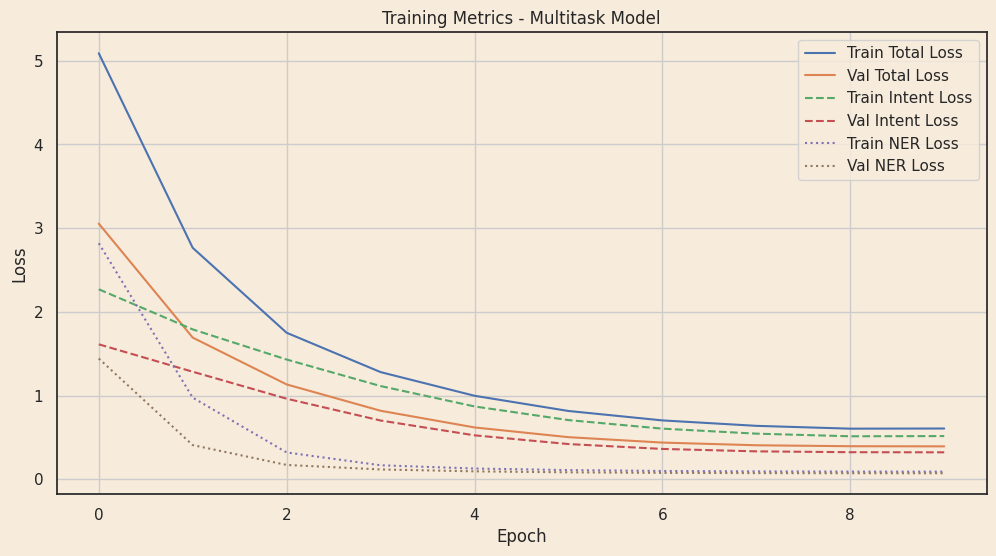 Training Metrics - Multitask Model
5
4
3
2
1
0
Loss
0 2 4 6 8
Epoch
Train Total Loss
Val Total Loss
Train Intent Loss
Val Intent Loss
Train NER Loss
Val NER Loss